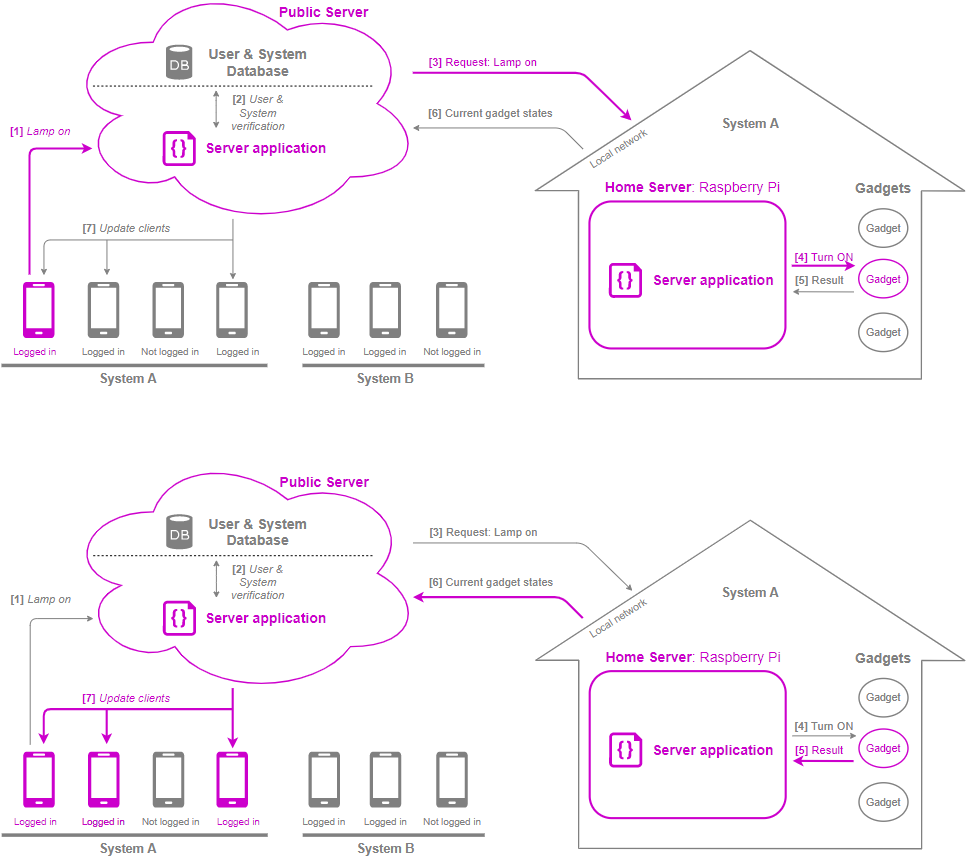 Public Server
DB
User & System
Database
[2] User &
System
verification
{} Server application
[1] Lamp on
[3] Request: Lamp on
[6] Current gadget states
Local network
System A
Home Server: Raspberry Pi
Gadgets
Gadget
[4] Turn ON
{} Server application
Gadget
[5] Result
Gadget
[7] Update clients
Logged in
Logged in
Not logged in
Logged in
Logged in
Logged in
Not logged in
System A
System B
Public Server
DB
User & System
Database
[2] User &
System
verification
{} Server application
[1] Lamp on
[3] Request: Lamp on
[6] Current gadget states
Local network
System A
Home Server: Raspberry Pi
Gadgets
Gadget
[4] Turn ON
{} Server application
Gadget
[5] Result
Gadget
[7] Update clients
Logged in
Logged in
Not logged in
Logged in
Logged in
Logged in
Not logged in
System A
System B